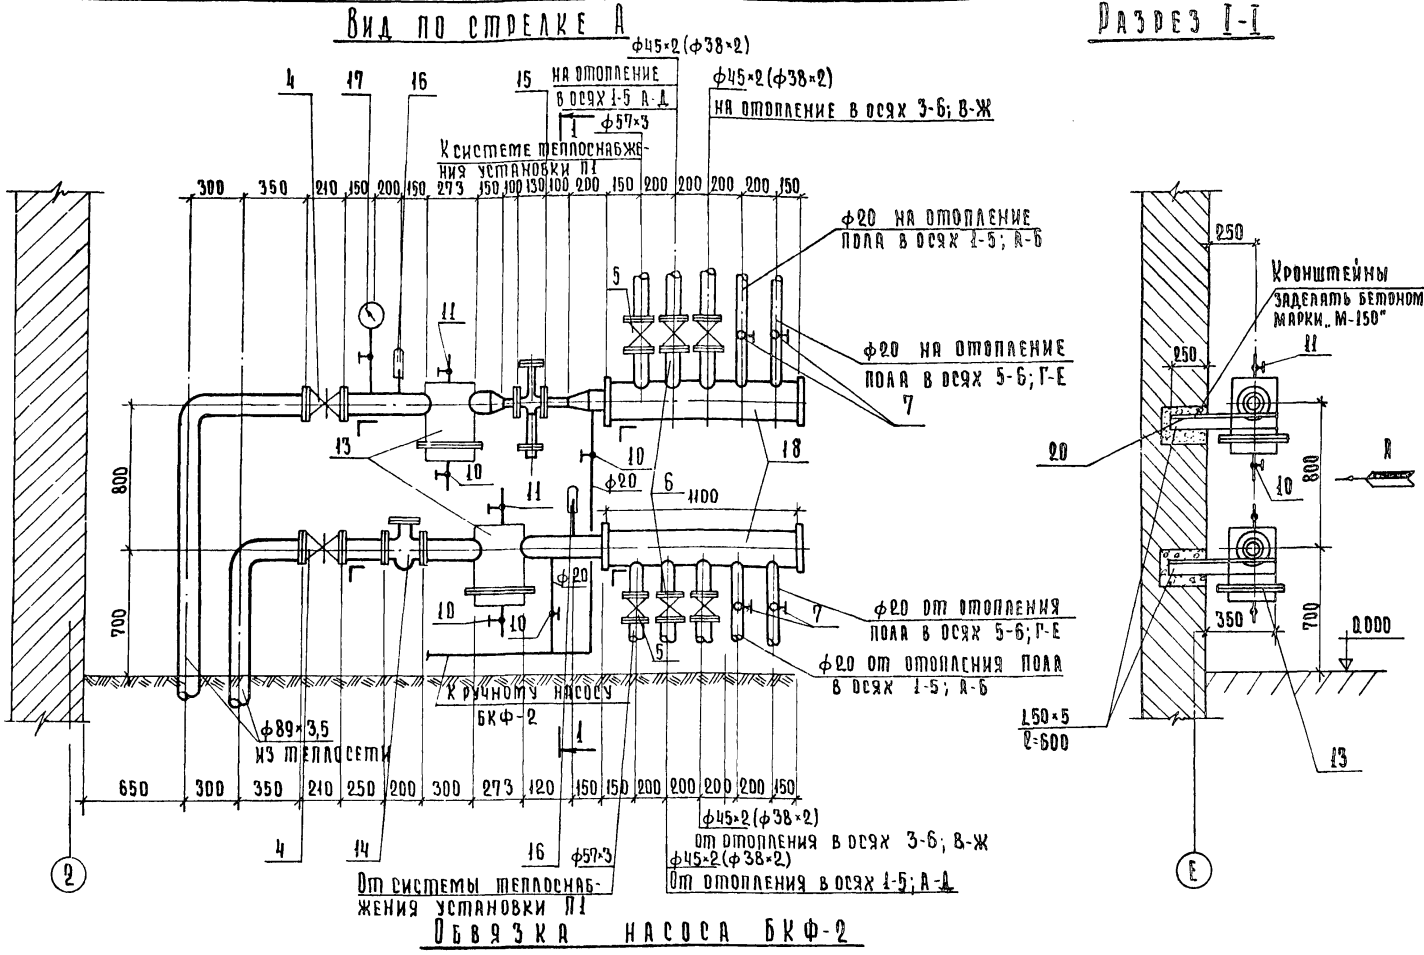 Вид по стрелке А
Разрез I-I
ф45×2(ф38×2)
на отопление
в осях 1-5 А-Д
ф45×2(ф38×2)
на отопление в осях 3-6; В-Ж
4
17
16
15
1
ф57×3
К системе теплоснабже-
ния установки П1
300 350 210 150 200 150 273 150 100 130 100 200 150 200 200 200 200 150
ф20 на отопление
пола в осях 1-5; А-Б
250
Кронштейны
заделать бетоном
марки „М-150"
5
11
ф20 на отопление
пола в осях 5-6; Г-Е
250
11
7
13
10
10
18
20
10
А
800
11
ф20
6
1100
800
ф20
10
10
7
ф20 от отопления
пола в осях 5-6; Г-Е
700
350
700
0.000
5
ф20 от отопления пола
в осях 1-5; А-Б
К ручному насосу
БКФ-2
ф89×3,5
из теплосети
1
L50×5
ℓ=600
13
650 300 350 210 250 200 300 273 120 150 150 200 200 200 200 150
ф45×2(ф38×2)
От отопления в осях 3-6; В-Ж
2
4
14
16
ф57×3
ф45×2(ф38×2)
От отопления в осях 1-5; А-Д
Е
От системы теплоснаб-
жения установки П1
Обвязка насоса БКФ-2